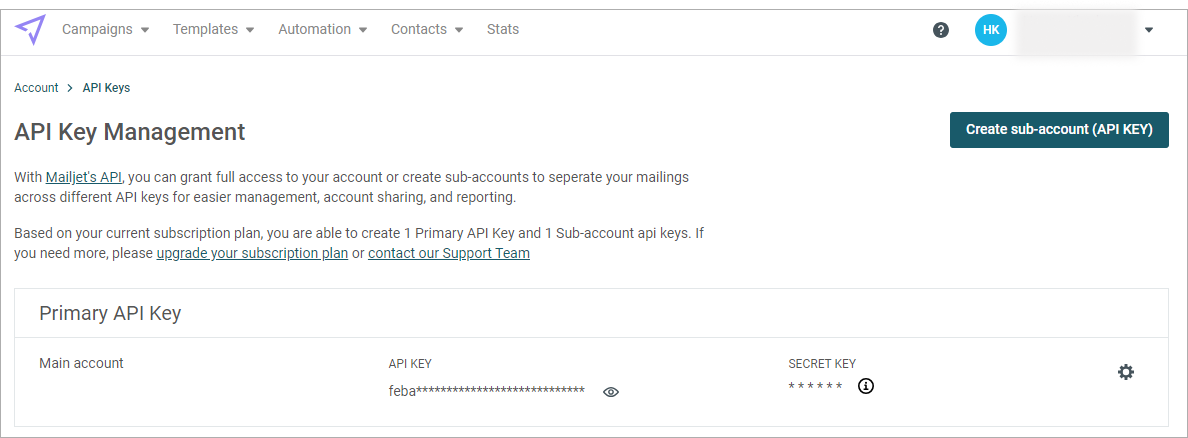 Campaigns Templates Automation Contacts Stats ? HK
Account > API Keys
API Key Management
Create sub-account (API KEY)
With Mailjet's API, you can grant full access to your account or create sub-accounts to seperate your mailings
across different API keys for easier management, account sharing, and reporting.
Based on your current subscription plan, you are able to create 1 Primary API Key and 1 Sub-account api keys. If
you need more, please upgrade your subscription plan or contact our Support Team
Primary API Key
Main account
API KEY
feba****************************
SECRET KEY
* * * * * *